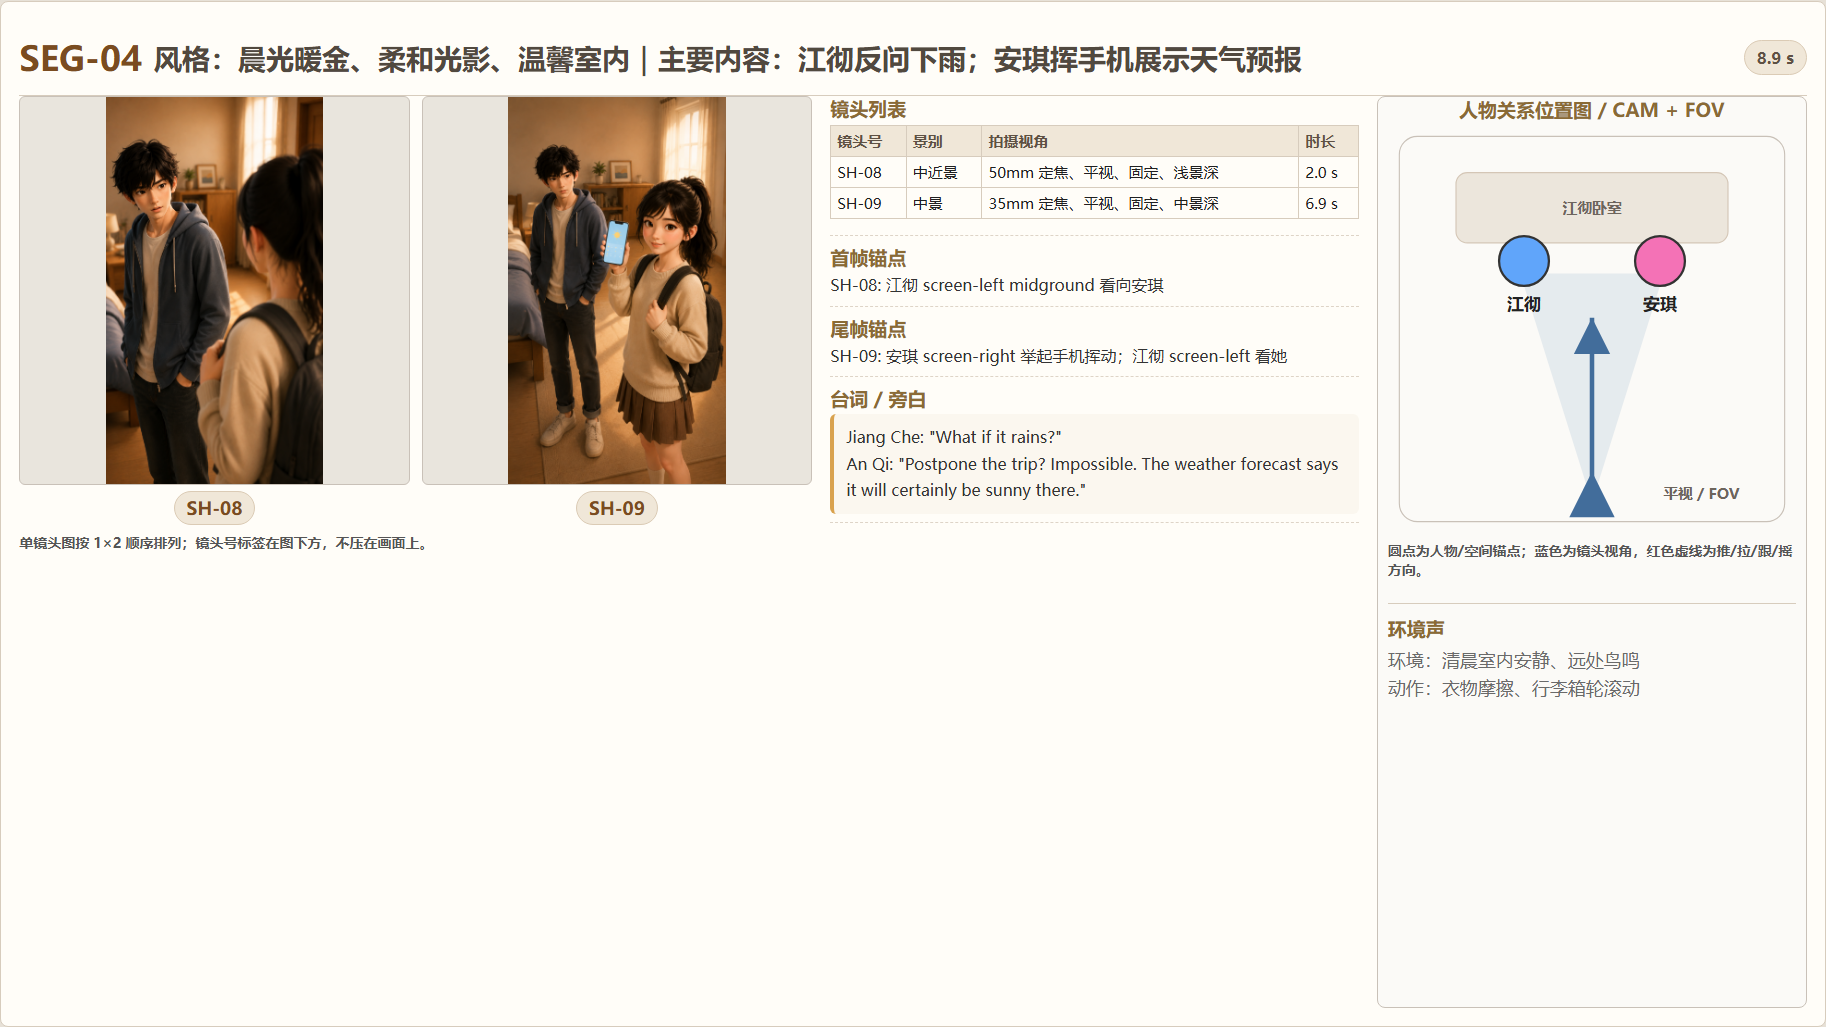 SEG-04 风格：晨光暖金、柔和光影、温馨室内 | 主要内容：江彻反问下雨；安琪挥手机展示天气预报
8.9 s
SH-08
SH-09
单镜头图按 1×2 顺序排列；镜头号标签在图下方，不压在画面上。
镜头列表
镜头号 景别 拍摄视角 时长
SH-08 中近景 50mm 定焦、平视、固定、浅景深 2.0 s
SH-09 中景 35mm 定焦、平视、固定、中景深 6.9 s
首帧锚点
SH-08: 江彻 screen-left midground 看向安琪
尾帧锚点
SH-09: 安琪 screen-right 举起手机挥动；江彻 screen-left 看她
台词 / 旁白
Jiang Che: "What if it rains?"
An Qi: "Postpone the trip? Impossible. The weather forecast says
it will certainly be sunny there."
人物关系位置图 / CAM + FOV
江彻卧室
江彻
安琪
平视 / FOV
圆点为人物/空间锚点；蓝色为镜头视角，红色虚线为推/拉/跟/摇
方向。
环境声
环境：清晨室内安静、远处鸟鸣
动作：衣物摩擦、行李箱轮滚动